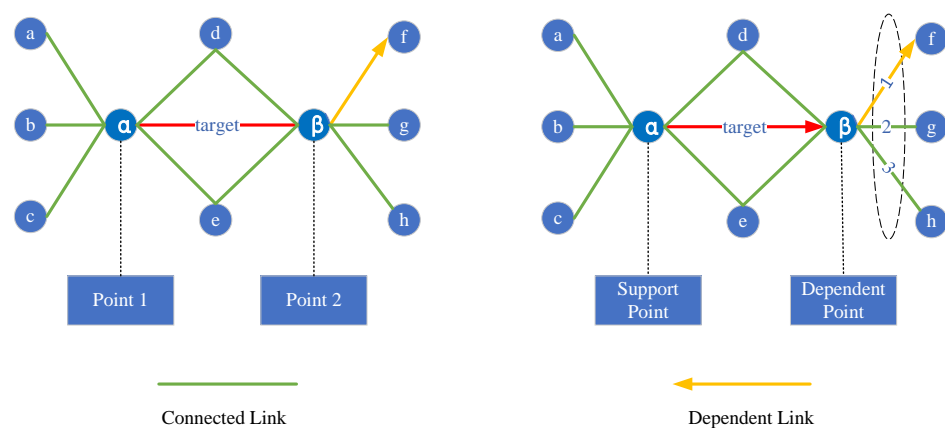 a
d
f
b
α
target
β
g
c
e
h
Point 1
Point 2
a
d
f
1
b
α
target
β
2
g
3
c
e
h
Support
Point
Dependent
Point
Connected Link
Dependent Link